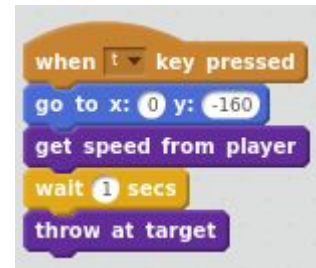 when t key pressed
go to x: 0 y: -160
get speed from player
wait 1 secs
throw at target